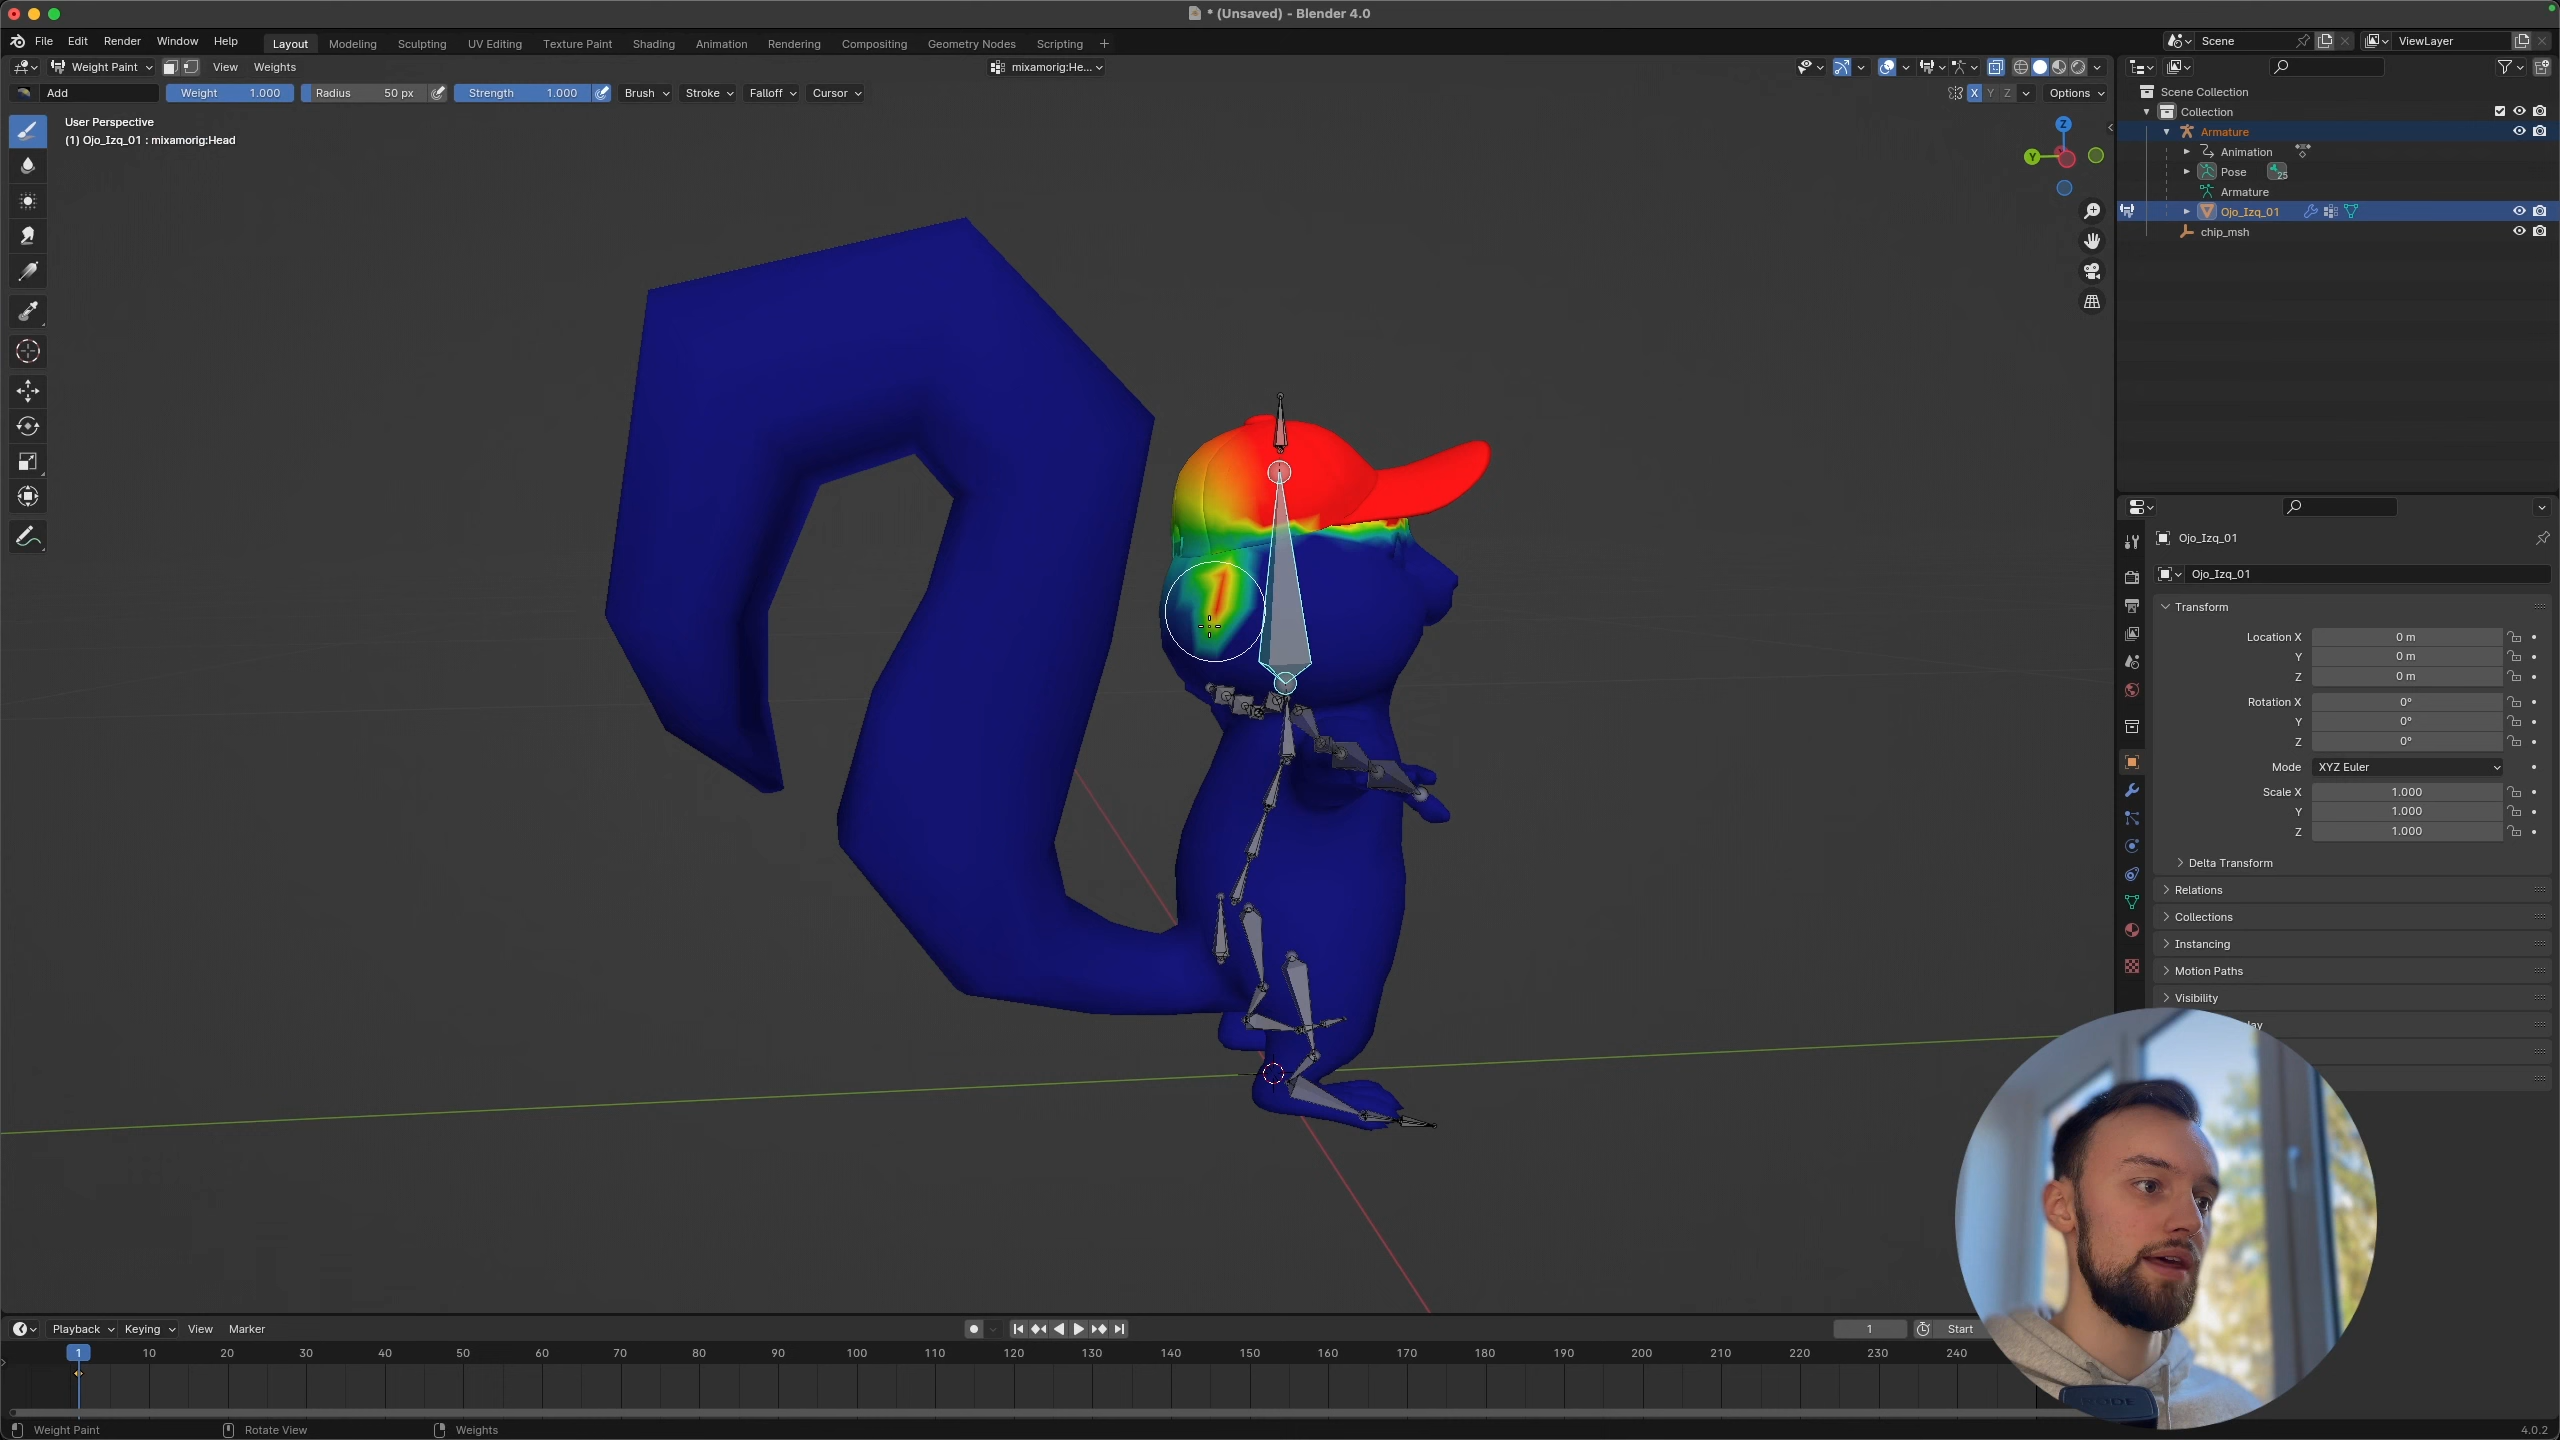 * (Unsaved) - Blender 4.0
File Edit Render Window Help Layout Modeling Sculpting UV Editing Texture Paint Shading Animation Rendering Compositing Geometry Nodes Scripting + Scene ViewLayer
Weight Paint View Weights mixamorig:He...
Add Weight 1.000 Radius 50 px Strength 1.000 Brush Stroke Falloff Cursor X Y Z Options
User Perspective
(1) Ojo_Izq_01 : mixamorig:Head
Z
Y
Scene Collection
Collection
Armature
Animation
Pose 25
Armature
Ojo_Izq_01
chip_msh
Ojo_Izq_01
Ojo_Izq_01
Transform
Location X 0 m
Y 0 m
Z 0 m
Rotation X 0°
Y 0°
Z 0°
Mode XYZ Euler
Scale X 1.000
Y 1.000
Z 1.000
Delta Transform
Relations
Collections
Instancing
Motion Paths
Visibility
lay
Playback Keying View Marker 1 Start
1 10 20 30 40 50 60 70 80 90 100 110 120 130 140 150 160 170 180 190 200 210 220 230 240
RODE
Weight Paint Rotate View Weights 4.0.2